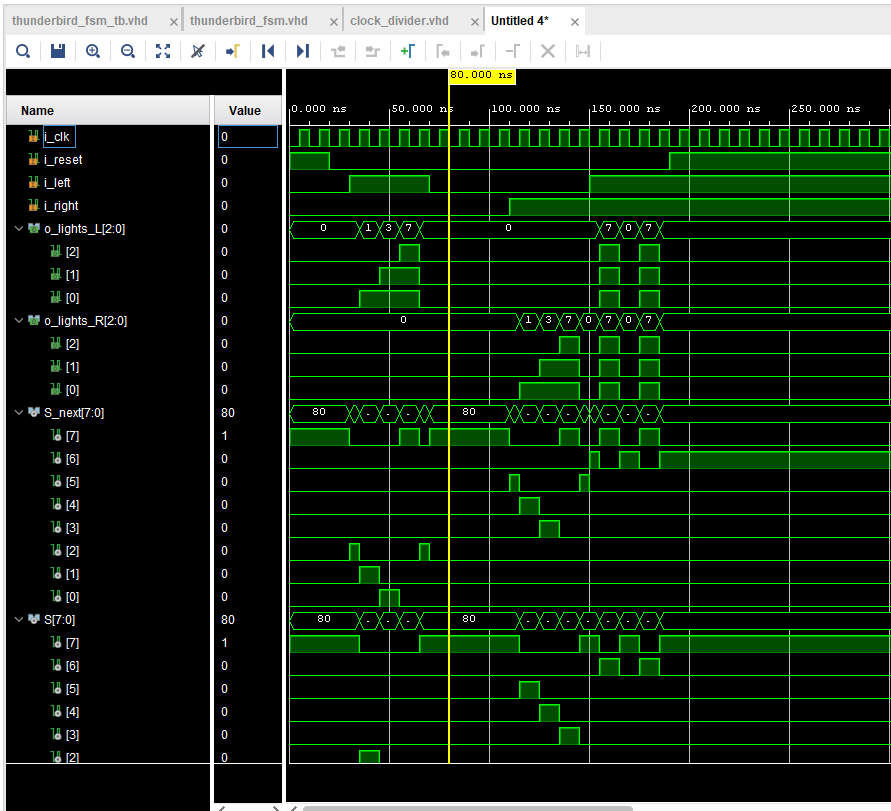 thunderbird_fsm_tb.vhd × thunderbird_fsm.vhd × clock_divider.vhd × Untitled 4* ×
80.000 ns
Name Value 0.000 ns 50.000 ns 100.000 ns 150.000 ns 200.000 ns 250.000 ns
i_clk 0
i_reset 0
i_left 0
i_right 0
o_lights_L[2:0] 0 0 1 3 7 0 7 0 7
[2] 0
[1] 0
[0] 0
o_lights_R[2:0] 0 0 1 3 7 0 7 0 7
[2] 0
[1] 0
[0] 0
S_next[7:0] 80 80 . . . 80 . . . . . .
[7] 1
[6] 0
[5] 0
[4] 0
[3] 0
[2] 0
[1] 0
[0] 0
S[7:0] 80 80 . . . 80 . . . . . . .
[7] 1
[6] 0
[5] 0
[4] 0
[3] 0
[2] 0